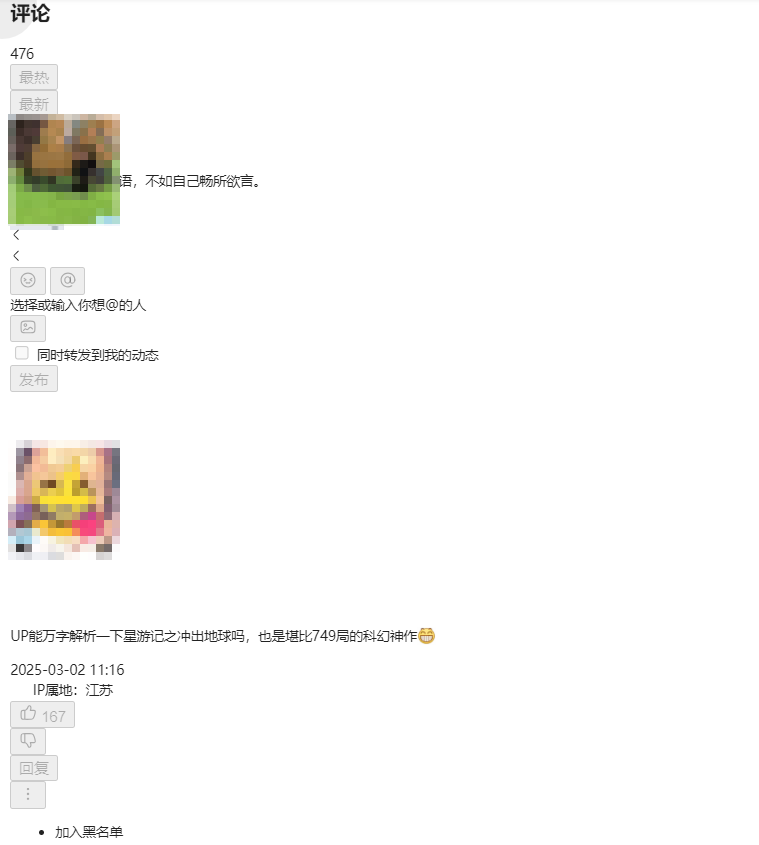 评论
476
最热
最新
语，不如自己畅所欲言。
@
选择或输入你想@的人
同时转发到我的动态
发布
UP能万字解析一下星游记之冲出地球吗，也是堪比749局的科幻神作😁
2025-03-02 11:16
IP属地：江苏
167
回复
加入黑名单